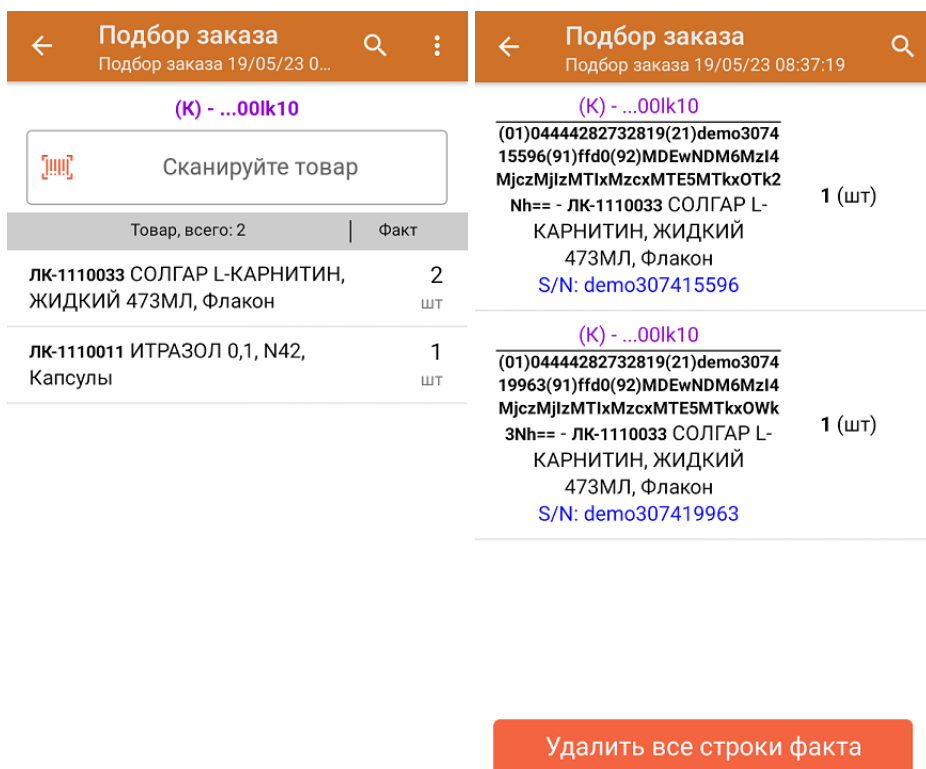 Подбор заказа
Подбор заказа 19/05/23 0...
(К) - ...00lk10
Сканируйте товар
Товар, всего: 2 Факт
ЛК-1110033 СОЛГАР L-КАРНИТИН, 2
ЖИДКИЙ 473МЛ, Флакон шт
ЛК-1110011 ИТРАЗОЛ 0,1, N42, 1
Капсулы шт
Подбор заказа
Подбор заказа 19/05/23 08:37:19
(К) - ...00lk10
(01)04444282732819(21)demo3074
15596(91)ffd0(92)MDEwNDM6MzI4
MjczMjIzMTIxMzcxMTE5MTkxOTk2
Nh== - ЛК-1110033 СОЛГАР L-
КАРНИТИН, ЖИДКИЙ
473МЛ, Флакон
S/N: demo307415596
1 (шт)
(К) - ...00lk10
(01)04444282732819(21)demo3074
19963(91)ffd0(92)MDEwNDM6MzI4
MjczMjIzMTIxMzcxMTE5MTkxOWk
3Nh== - ЛК-1110033 СОЛГАР L-
КАРНИТИН, ЖИДКИЙ
473МЛ, Флакон
S/N: demo307419963
1 (шт)
Удалить все строки факта